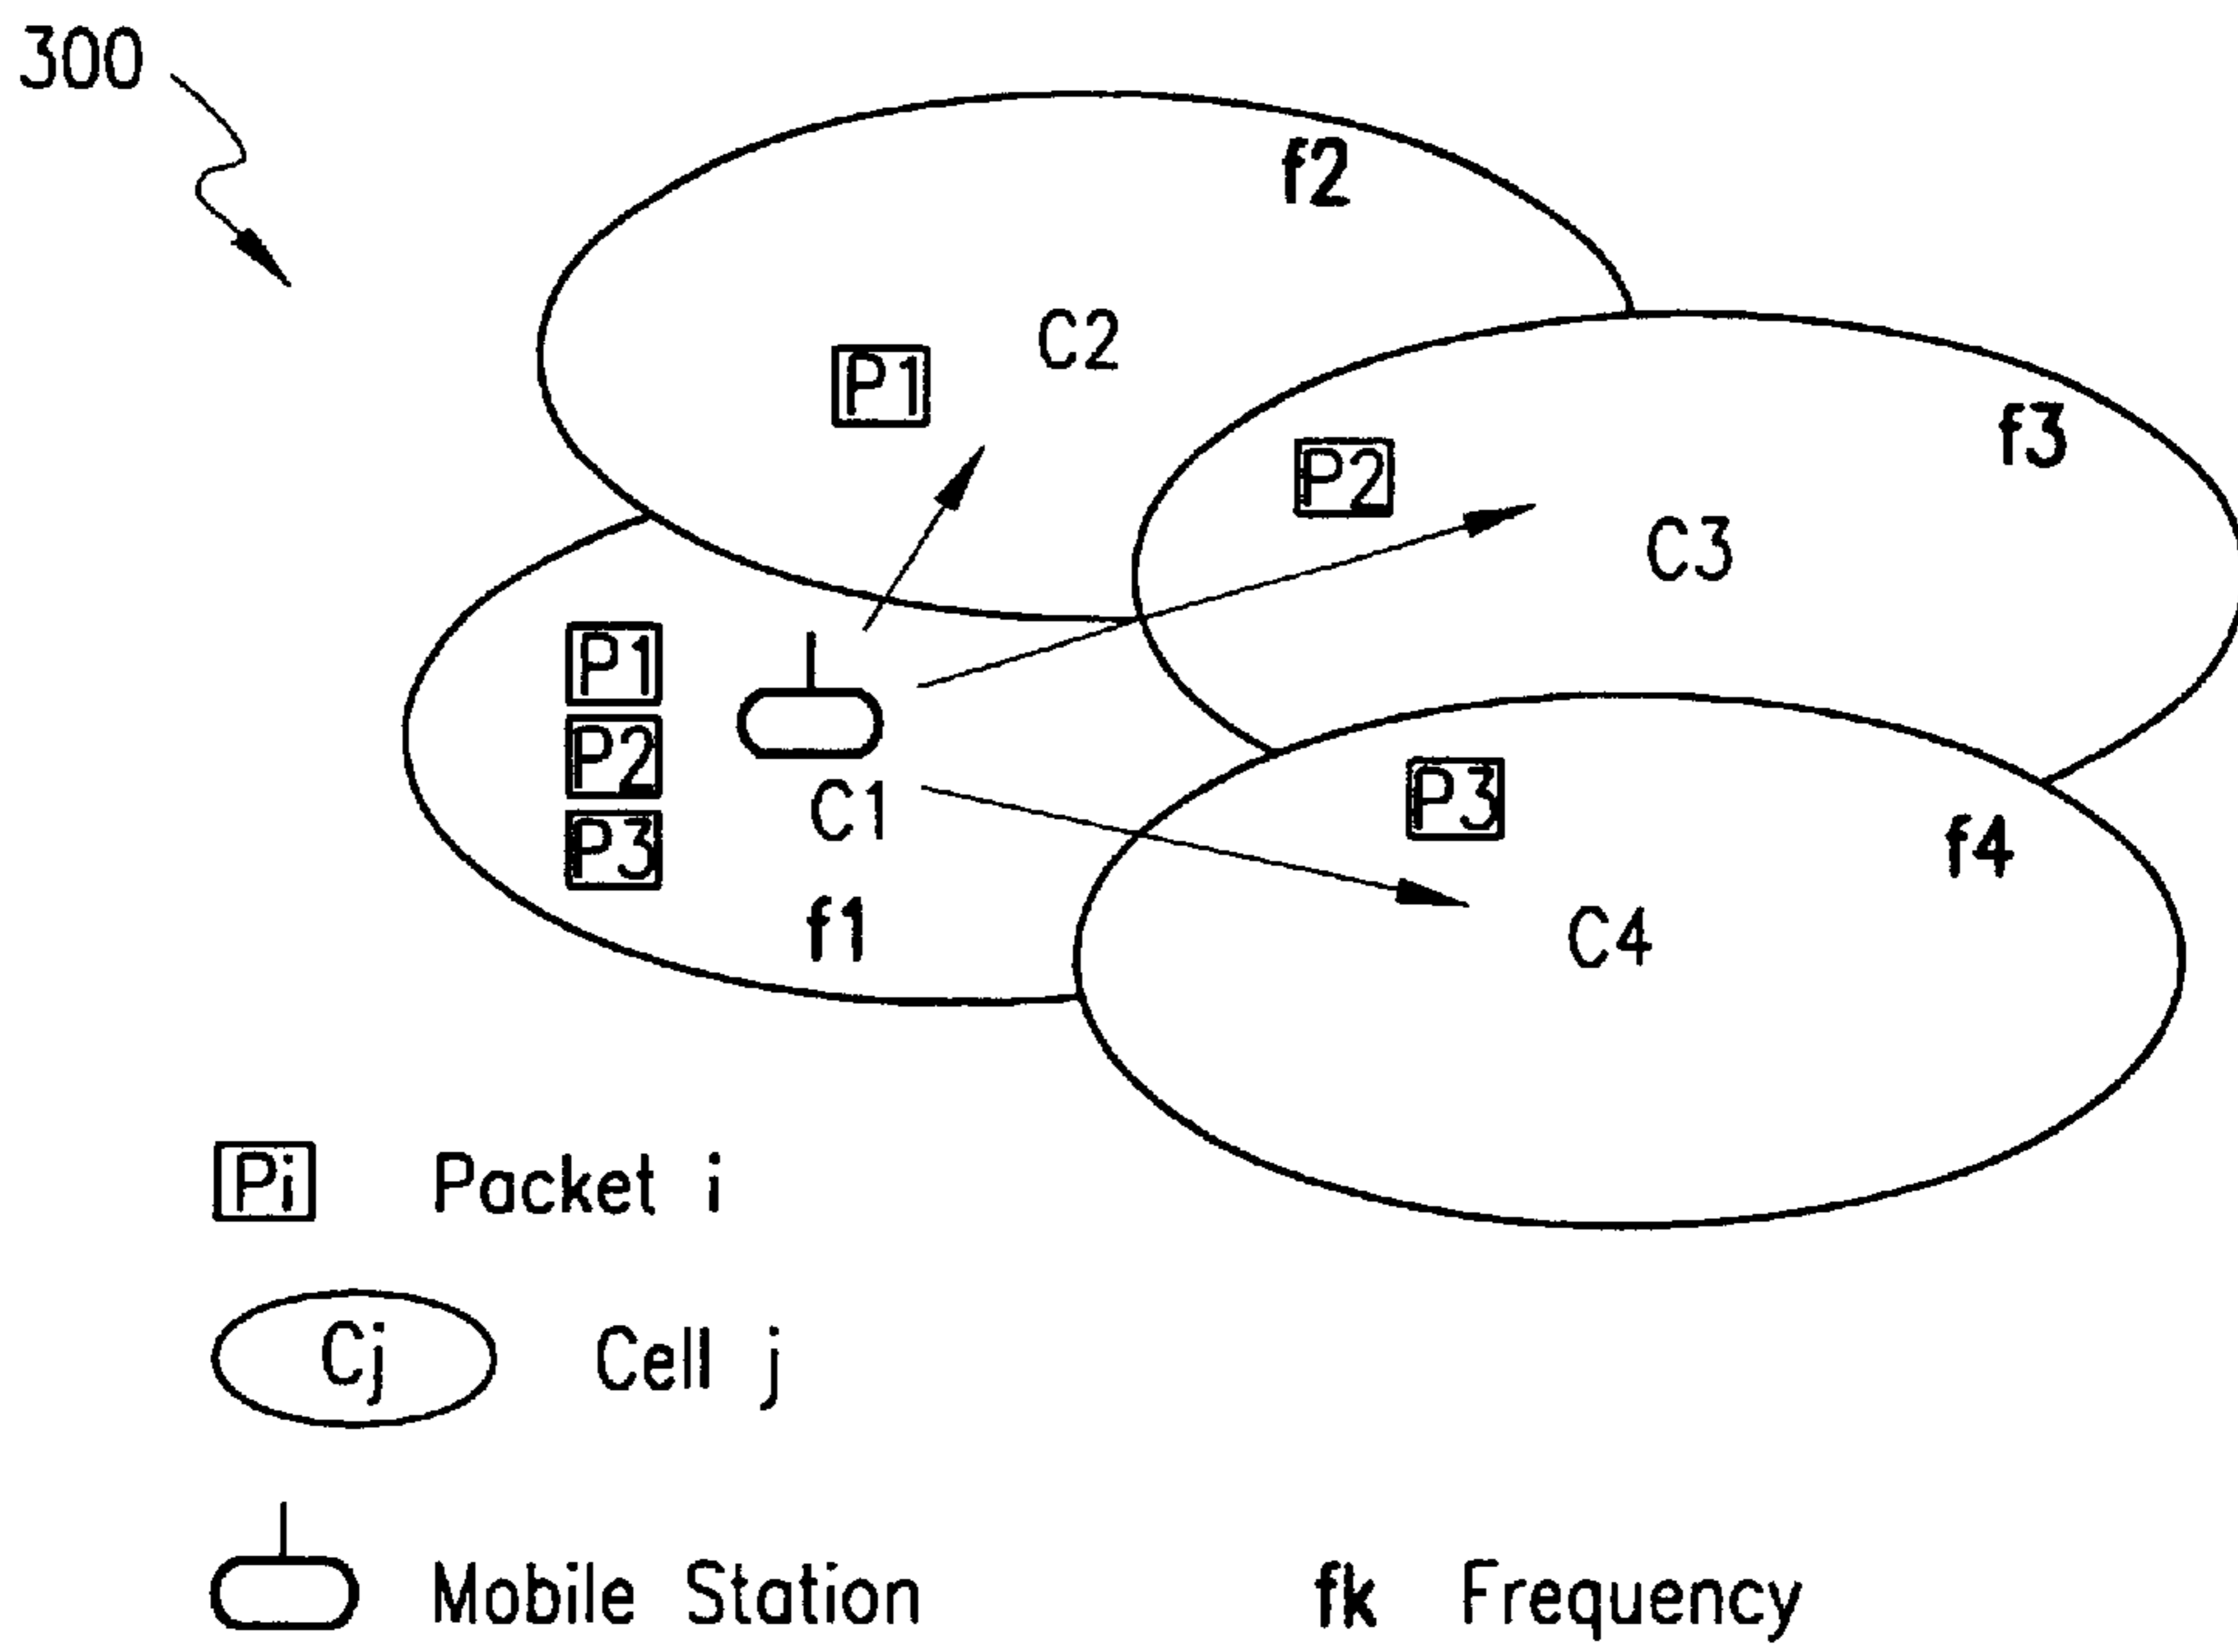 300
f2
C2
P1
f3
P2
C3
P1
P2
P3
C1
P3
f4
f1
C4
Pi Packet i
Cj Cell j
Mobile Station fk Frequency